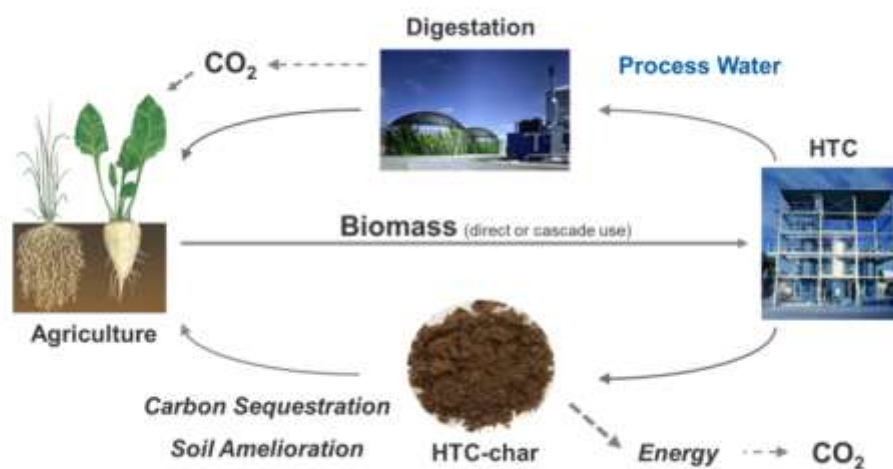 Digestation
CO₂
Process Water
HTC
Biomass (direct or cascade use)
Agriculture
Carbon Sequestration
Soil Amelioration
HTC-char
Energy
CO₂